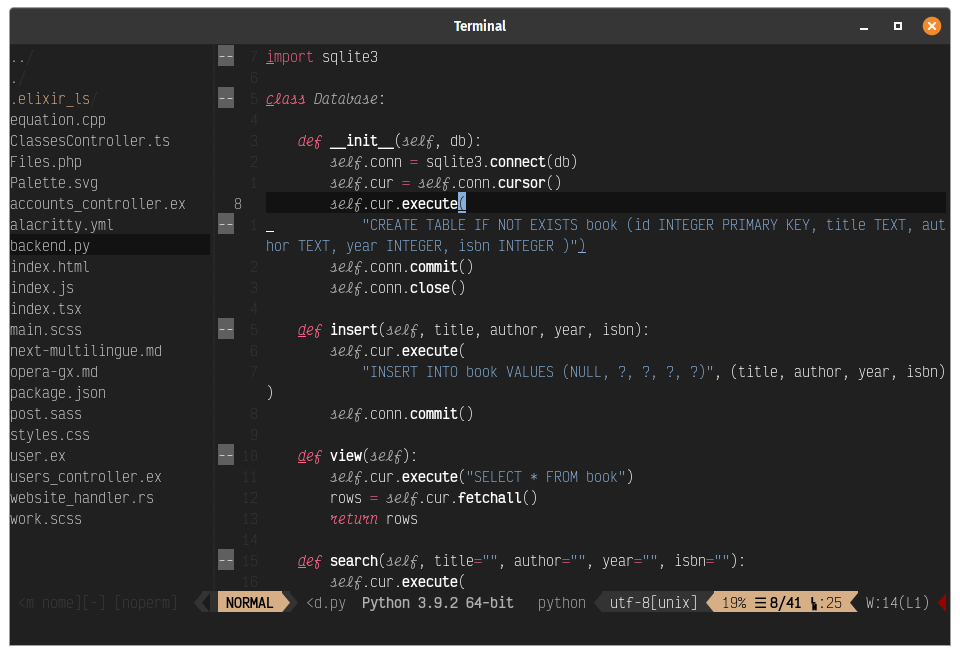 Terminal
../
./
.elixir_ls/
equation.cpp
ClassesController.ts
Files.php
Palette.svg
accounts_controller.ex
alacritty.yml
backend.py
index.html
index.js
index.tsx
main.scss
next-multilingue.md
opera-gx.md
package.json
post.sass
styles.css
user.ex
users_controller.ex
website_handler.rs
work.scss
-- 7 import sqlite3
6
-- 5 class Database:
4
3     def __init__(self, db):
2         self.conn = sqlite3.connect(db)
1         self.cur = self.conn.cursor()
8         self.cur.execute(
-- 1 _           "CREATE TABLE IF NOT EXISTS book (id INTEGER PRIMARY KEY, title TEXT, aut
hor TEXT, year INTEGER, isbn INTEGER )")
2         self.conn.commit()
3         self.conn.close()
4
-- 5     def insert(self, title, author, year, isbn):
6         self.cur.execute(
7             "INSERT INTO book VALUES (NULL, ?, ?, ?, ?)", (title, author, year, isbn)
)
8         self.conn.commit()
9
-- 10     def view(self):
11         self.cur.execute("SELECT * FROM book")
12         rows = self.cur.fetchall()
13         return rows
14
-- 15     def search(self, title="", author="", year="", isbn=""):
16         self.cur.execute(
<m nome][-] [noperm] NORMAL <d.py Python 3.9.2 64-bit python utf-8[unix] 19% ☰ 8/41 :25 W:14(L1)